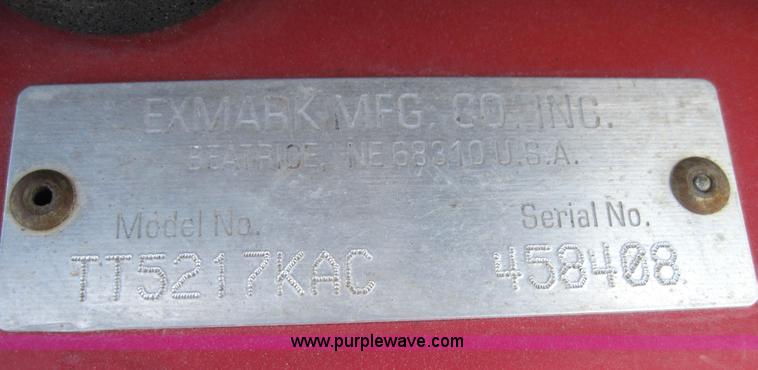 EXMARK MFG. CO. INC.
BEATRICE, NE 68310 U.S.A.
Model No. Serial No.
TT5217KAC 458408
www.purplewave.com